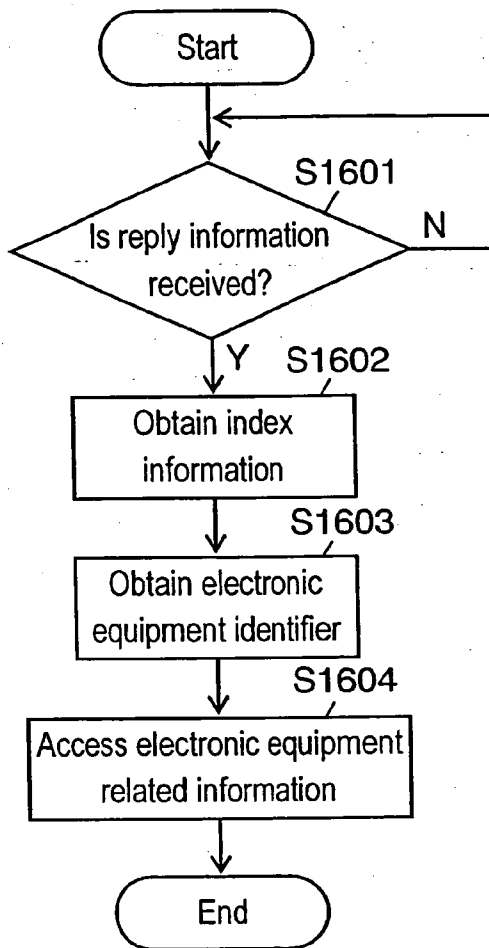 Start
S1601
Is reply information
received?
N
Y
S1602
Obtain index
information
S1603
Obtain electronic
equipment identifier
S1604
Access electronic equipment
related information
End